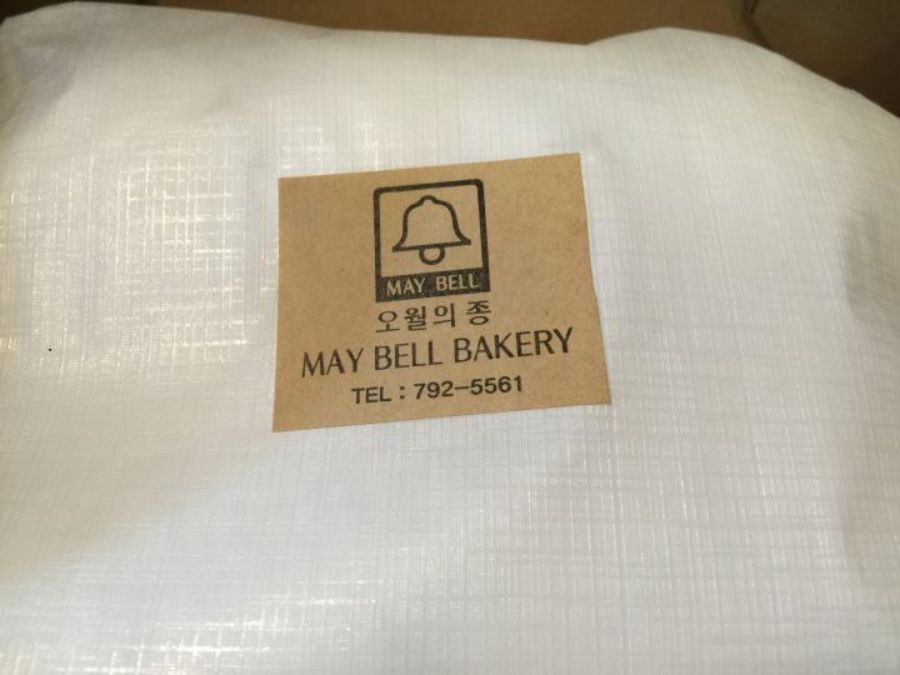 MAY BELL
오월의 종
MAY BELL BAKERY
TEL : 792-5561